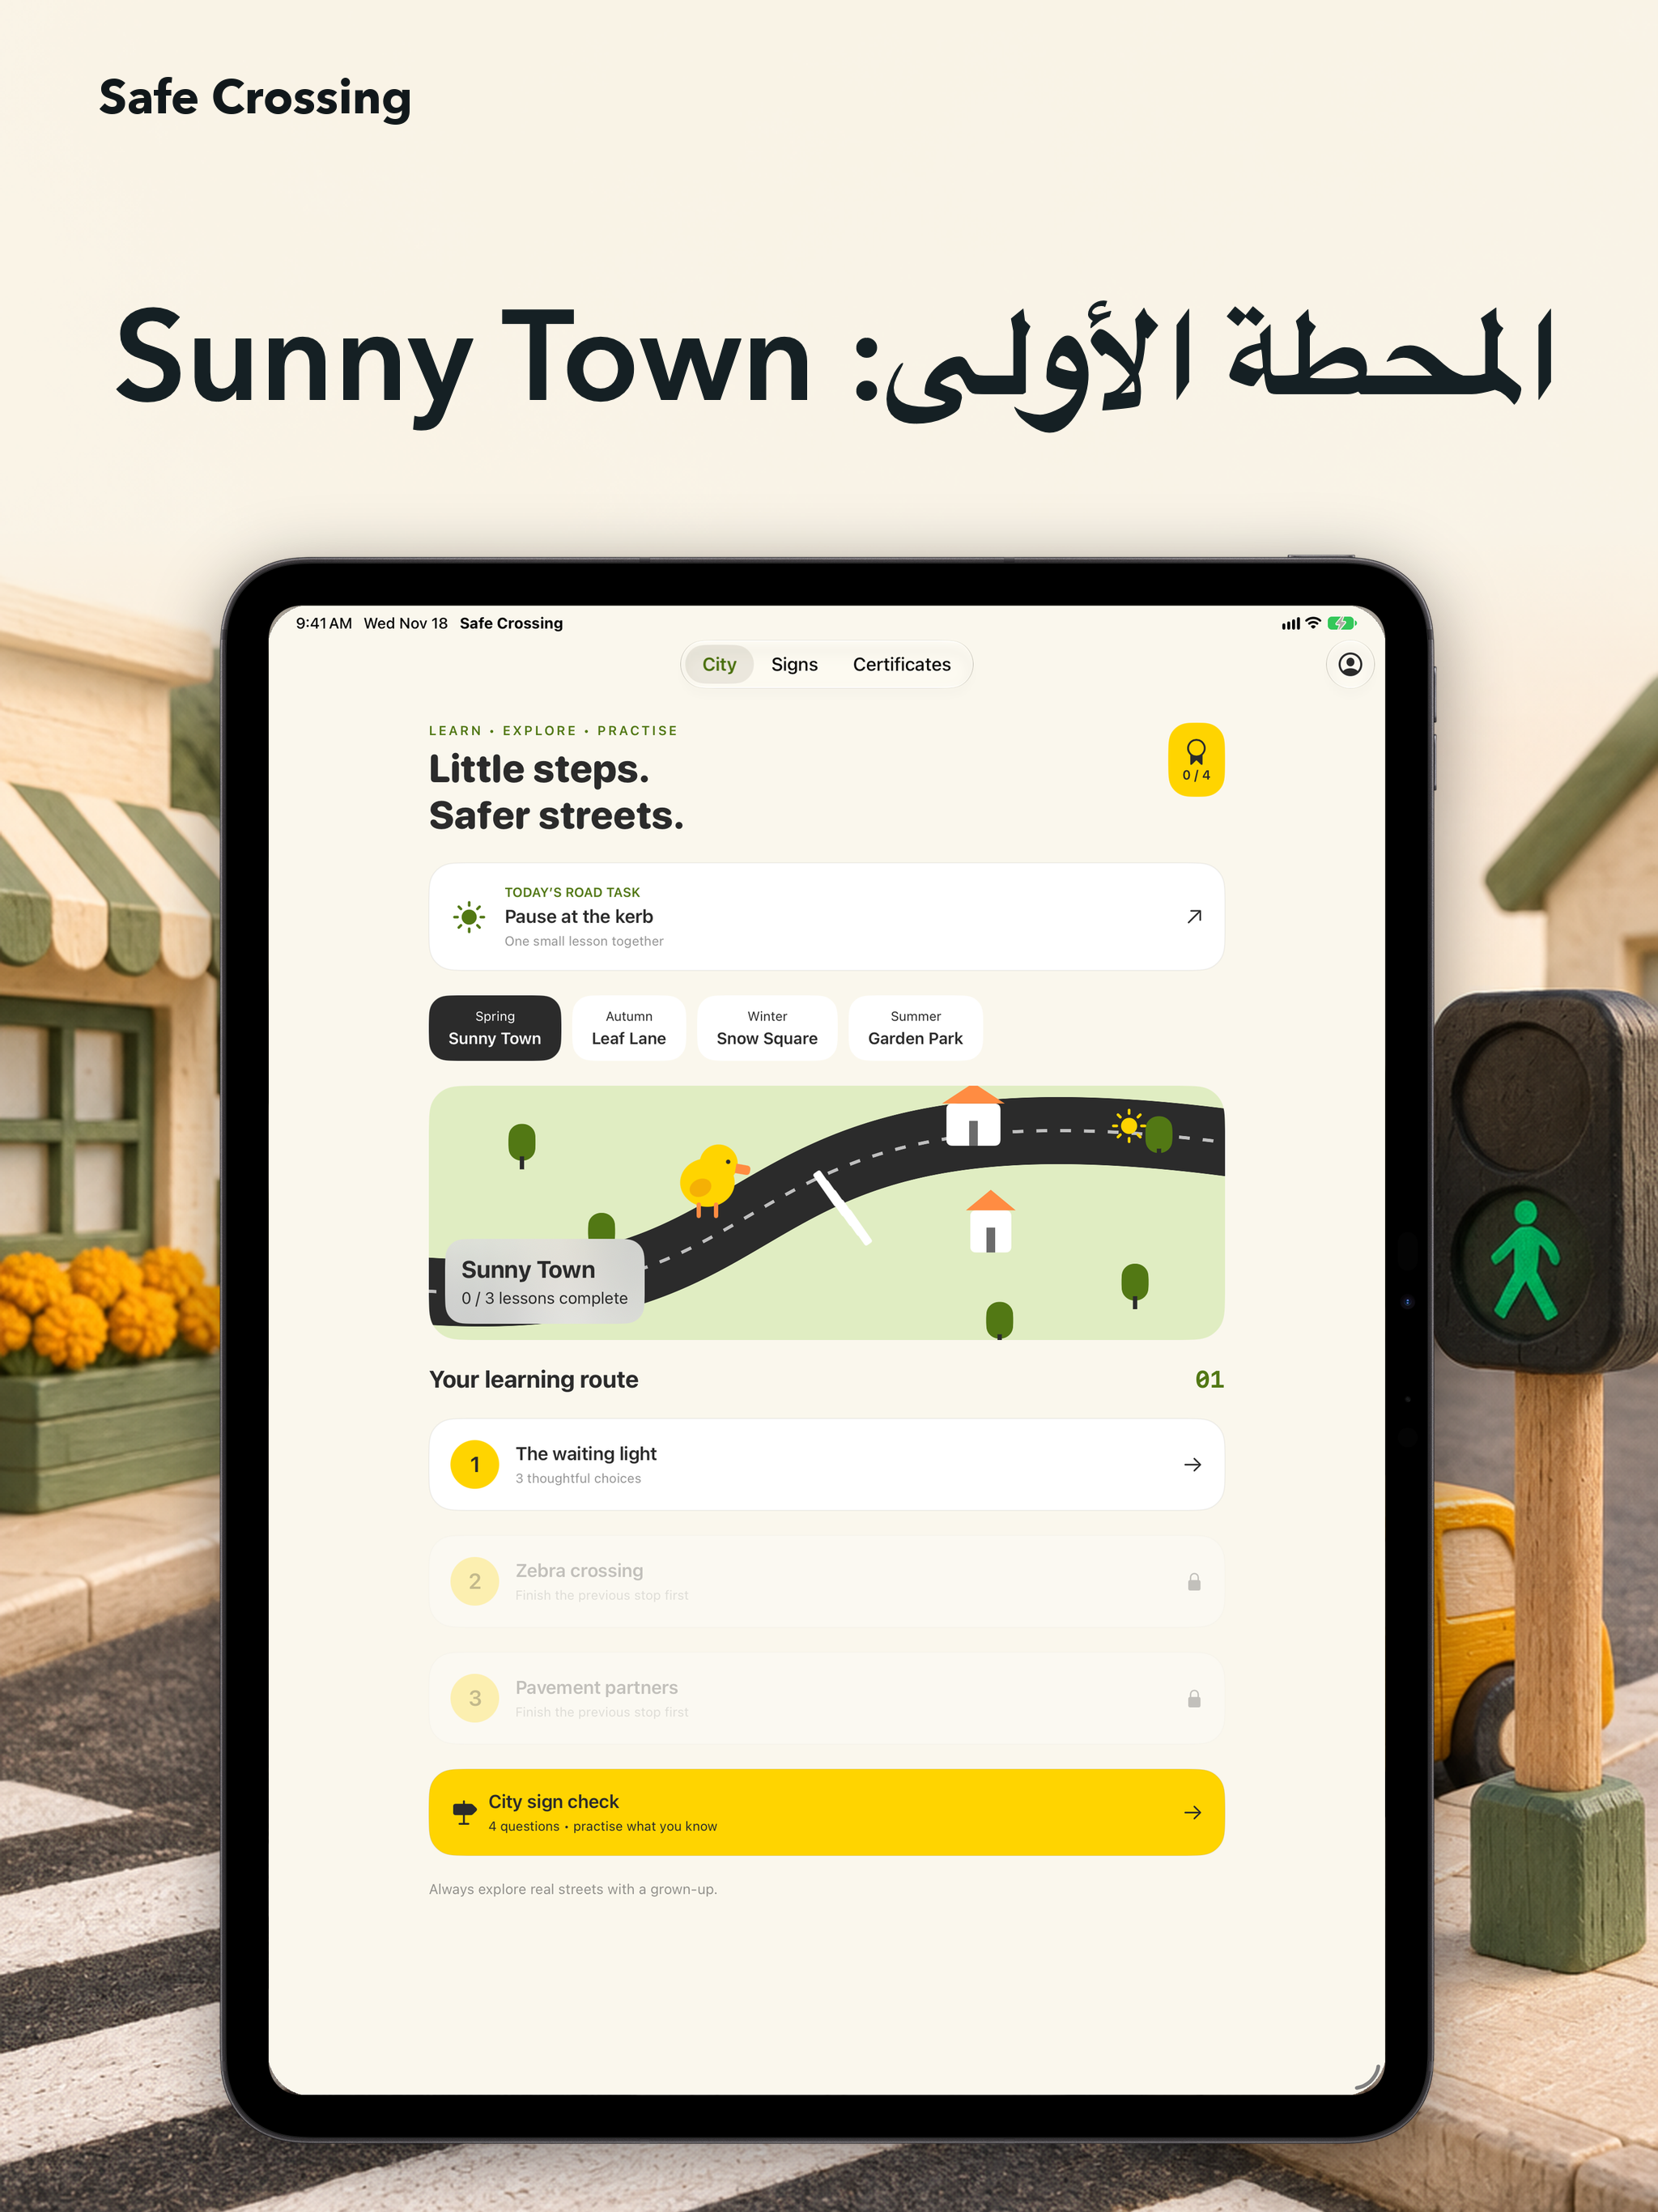 Safe Crossing
المحطة الأولى: Sunny Town
9:41 AM Wed Nov 18 Safe Crossing
City Signs Certificates
LEARN • EXPLORE • PRACTISE
Little steps.
Safer streets.
0 / 4
TODAY'S ROAD TASK
Pause at the kerb
One small lesson together
Spring
Sunny Town
Autumn
Leaf Lane
Winter
Snow Square
Summer
Garden Park
Sunny Town
0 / 3 lessons complete
Your learning route
01
1
The waiting light
3 thoughtful choices
2
Zebra crossing
Finish the previous stop first
3
Pavement partners
Finish the previous stop first
City sign check
4 questions • practise what you know
Always explore real streets with a grown-up.